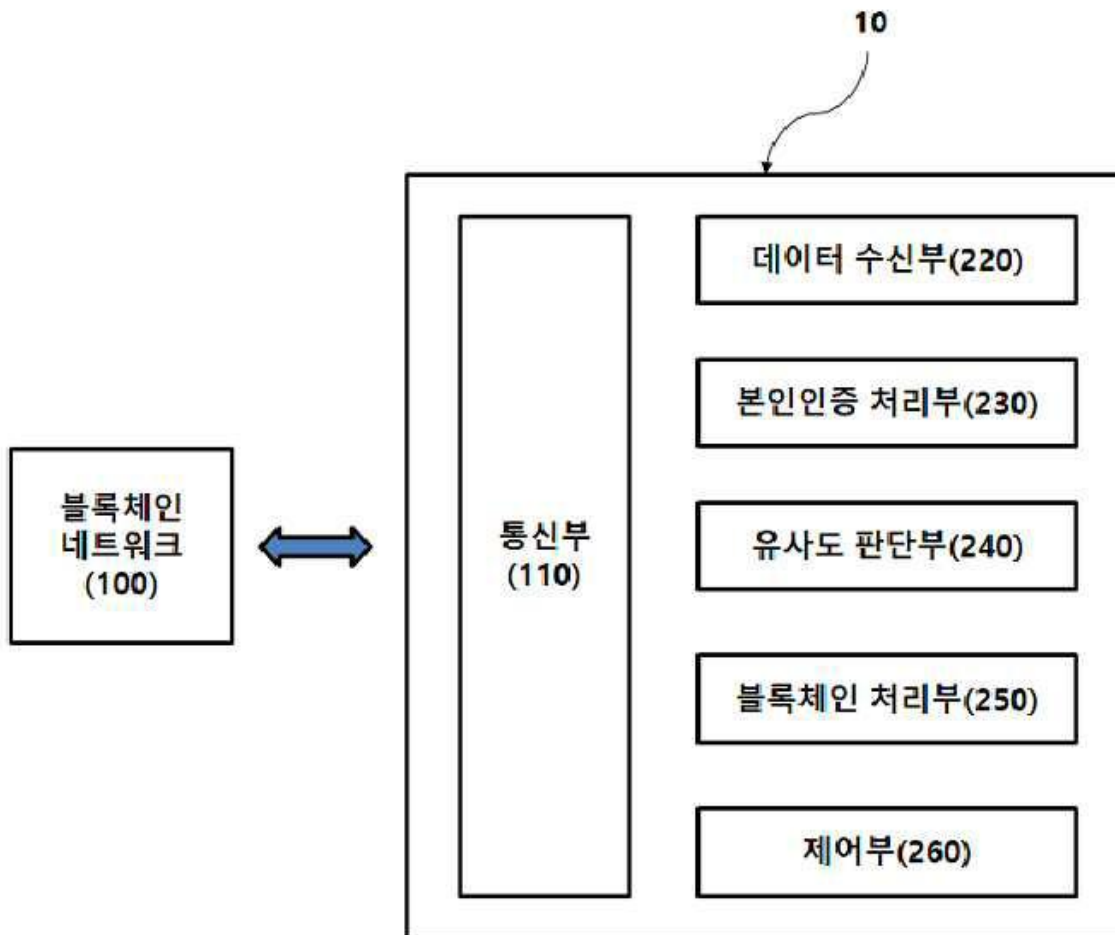 10
데이터 수신부(220)
본인인증 처리부(230)
블록체인
네트워크
(100)
통신부
(110)
유사도 판단부(240)
블록체인 처리부(250)
제어부(260)